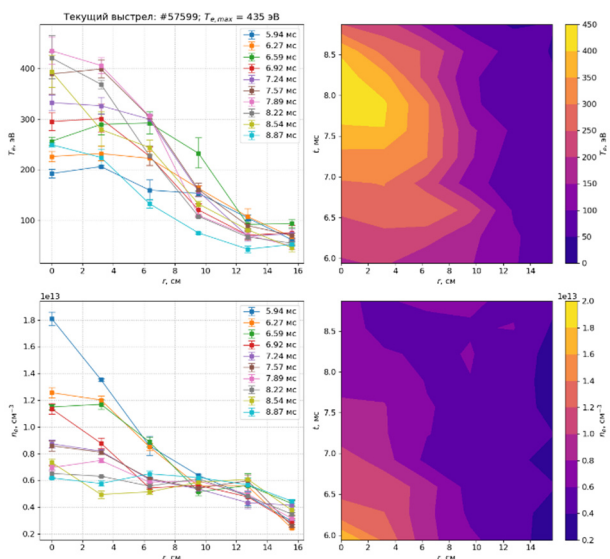 Текущий выстрел: #57599; Te,max = 435 эВ
Te, эВ
400
300
200
100
5.94 мс
6.27 мс
6.59 мс
6.92 мс
7.24 мс
7.57 мс
7.89 мс
8.22 мс
8.54 мс
8.87 мс
0 2 4 6 8 10 12 14 16
r, см
t, мс
8.5
8.0
7.5
7.0
6.5
6.0
0 2 4 6 8 10 12 14
r, см
450
400
350
300
250
200
150
100
50
0
Te, эВ
1e13
ne, см⁻³
1.8
1.6
1.4
1.2
1.0
0.8
0.6
0.4
0.2
5.94 мс
6.27 мс
6.59 мс
6.92 мс
7.24 мс
7.57 мс
7.89 мс
8.22 мс
8.54 мс
8.87 мс
0 2 4 6 8 10 12 14 16
r, см
t, мс
8.5
8.0
7.5
7.0
6.5
6.0
0 2 4 6 8 10 12 14
r, см
1e13
2.0
1.8
1.6
1.4
1.2
1.0
0.8
0.6
0.4
0.2
ne, см⁻³